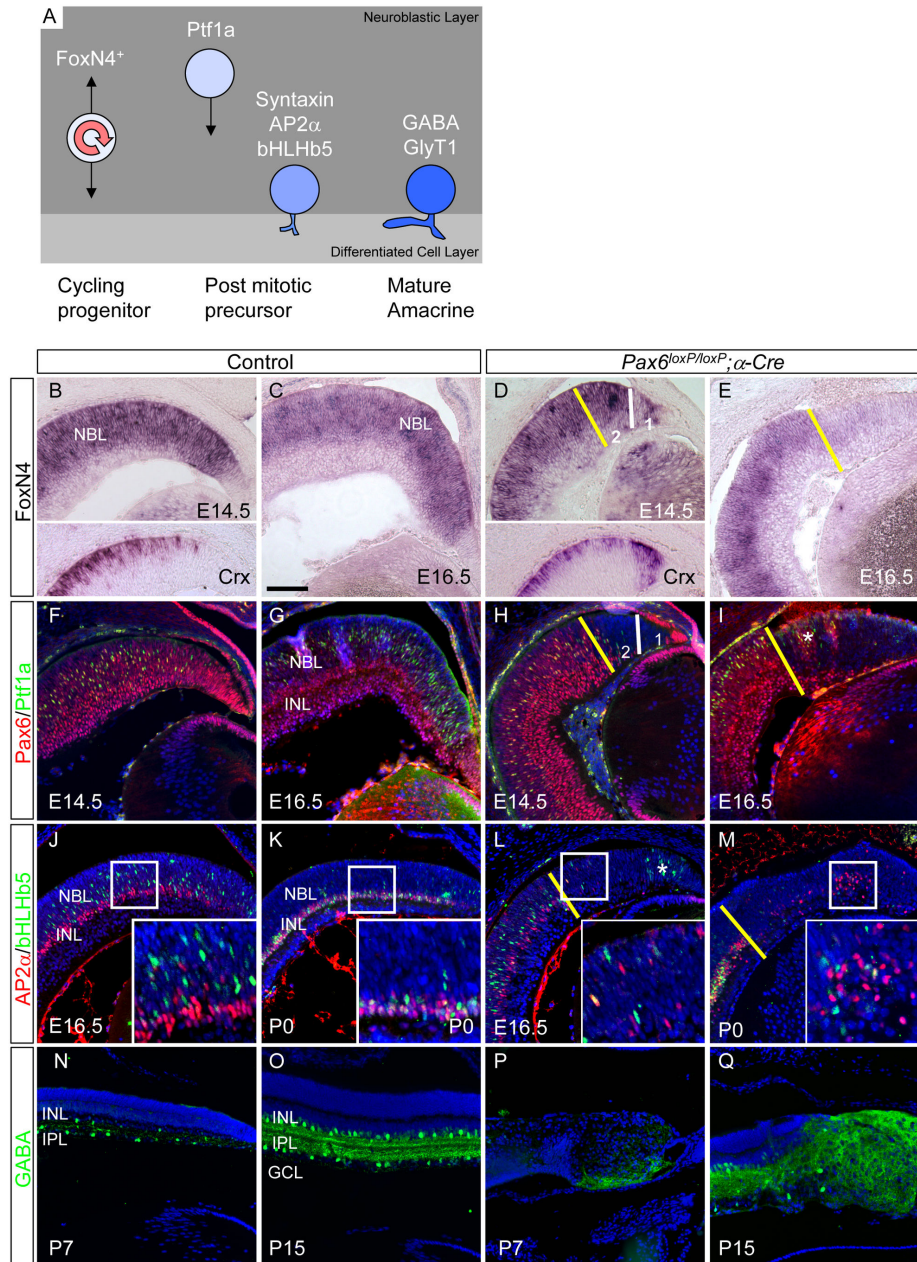 A
Neuroblastic Layer
FoxN4⁺
Ptf1a
Syntaxin
AP2α
bHLHb5
GABA
GlyT1
Differentiated Cell Layer
Cycling
progenitor
Post mitotic
precursor
Mature
Amacrine
Control
Pax6loxP/loxP;α-Cre
FoxN4
B
NBL
E14.5
Crx
C
NBL
E16.5
D
2
1
E14.5
Crx
E
E16.5
Pax6/Ptf1a
F
E14.5
G
NBL
INL
E16.5
H
2
1
E14.5
I
*
E16.5
AP2α/bHLHb5
J
NBL
INL
E16.5
K
NBL
INL
P0
P0
L
*
E16.5
M
P0
GABA
N
INL
IPL
P7
O
INL
IPL
GCL
P15
P
P7
Q
P15